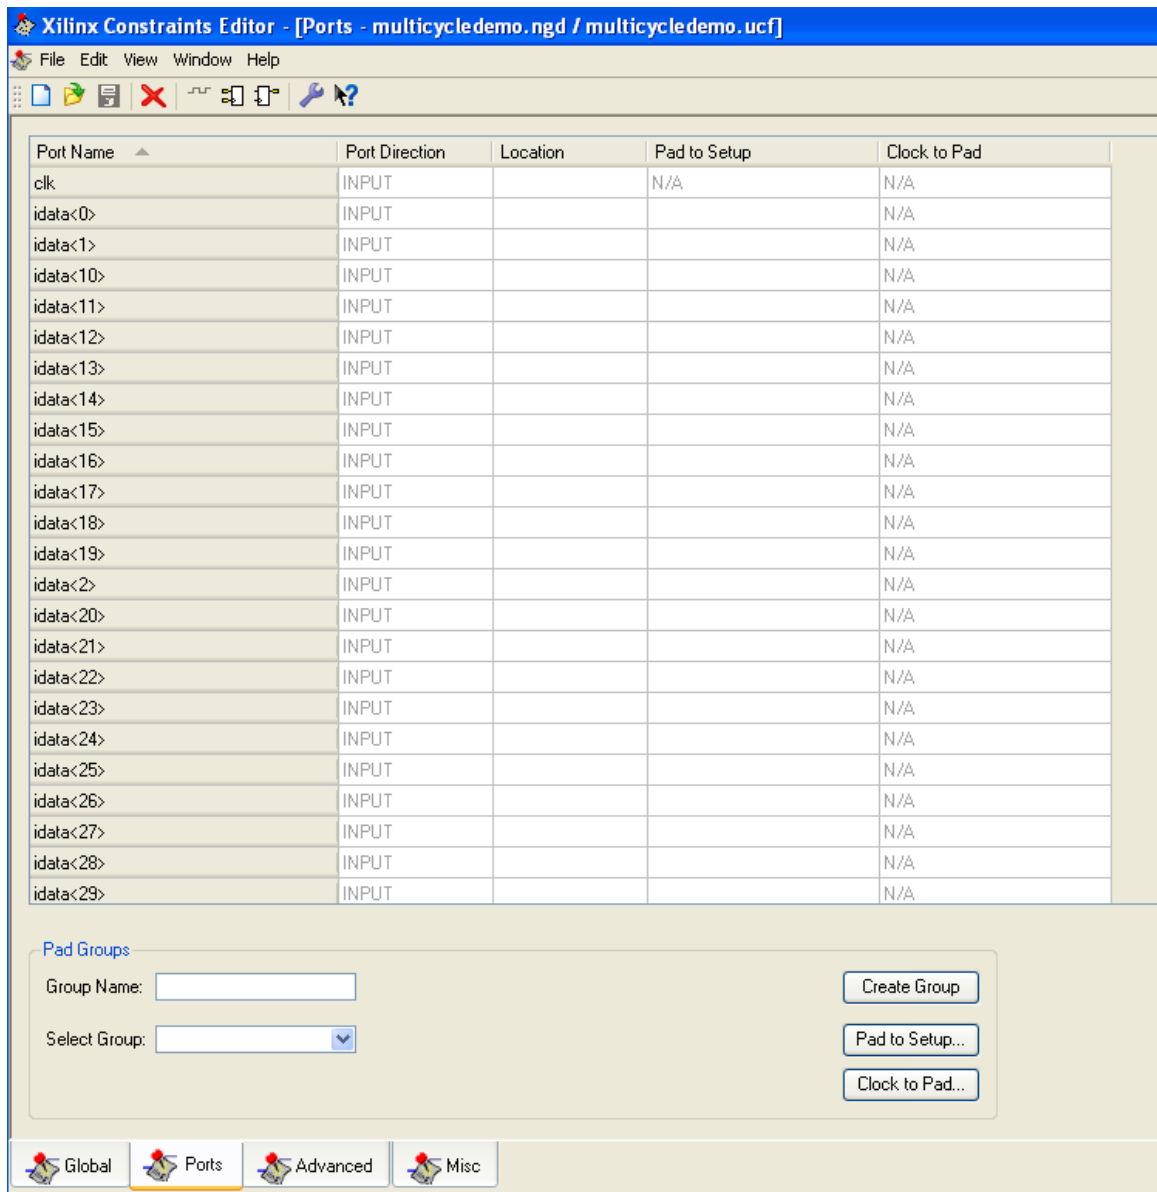 Xilinx Constraints Editor - [Ports - multicycledemo.ngd / multicycledemo.ucf]
File Edit View Window Help
Port Name Port Direction Location Pad to Setup Clock to Pad
clk INPUT N/A N/A
idata<0> INPUT N/A
idata<1> INPUT N/A
idata<10> INPUT N/A
idata<11> INPUT N/A
idata<12> INPUT N/A
idata<13> INPUT N/A
idata<14> INPUT N/A
idata<15> INPUT N/A
idata<16> INPUT N/A
idata<17> INPUT N/A
idata<18> INPUT N/A
idata<19> INPUT N/A
idata<2> INPUT N/A
idata<20> INPUT N/A
idata<21> INPUT N/A
idata<22> INPUT N/A
idata<23> INPUT N/A
idata<24> INPUT N/A
idata<25> INPUT N/A
idata<26> INPUT N/A
idata<27> INPUT N/A
idata<28> INPUT N/A
idata<29> INPUT N/A
Pad Groups
Group Name: Create Group
Select Group: Pad to Setup...
Clock to Pad...
Global Ports Advanced Misc